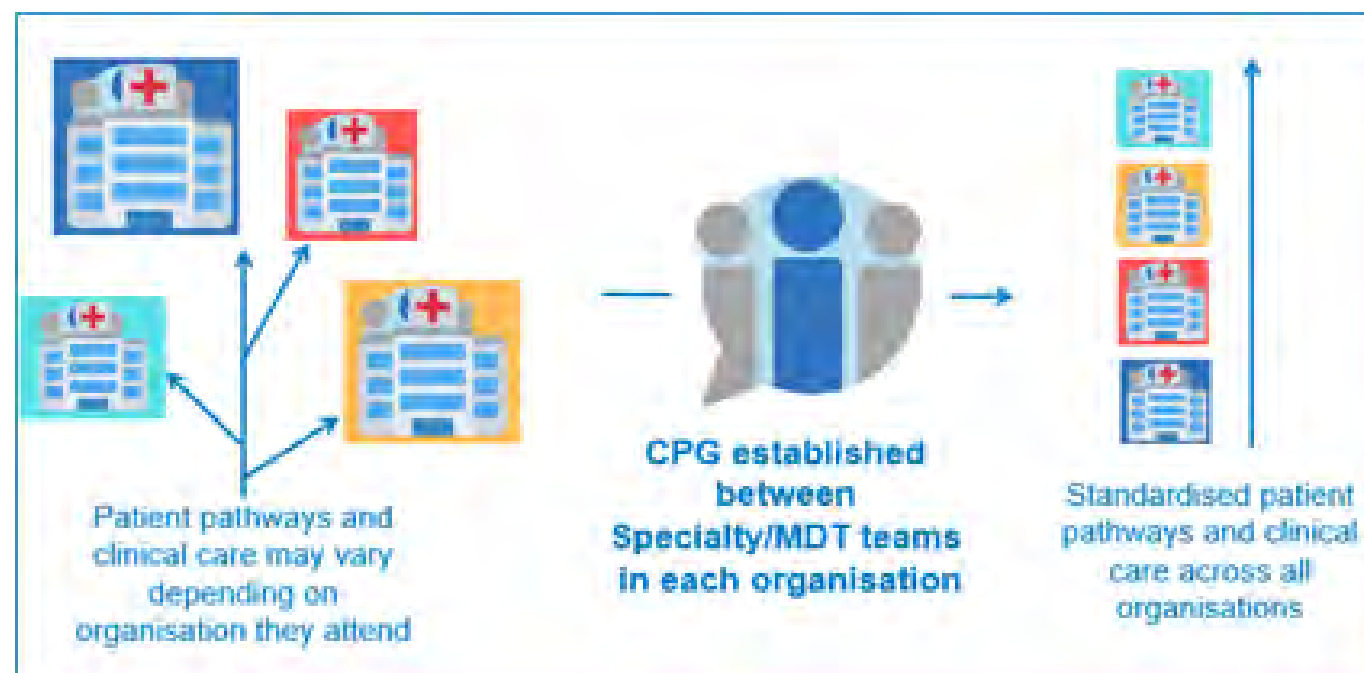 Patient pathways and
clinical care may vary
depending on
organisation they attend
CPG established
between
Specialty/MDT teams
in each organisation
Standardised patient
pathways and clinical
care across all
organisations